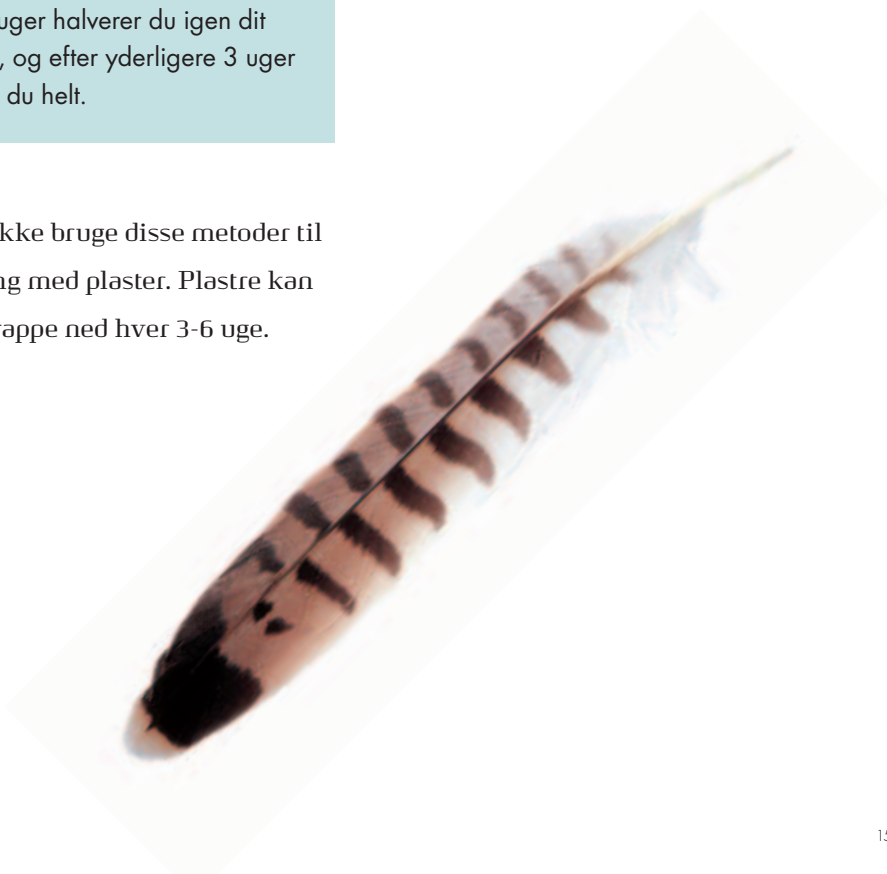 uger halverer du igen dit
, og efter yderligere 3 uger
du helt.
kke bruge disse metoder til
ng med plaster. Plastre kan
appe ned hver 3-6 uge.
15